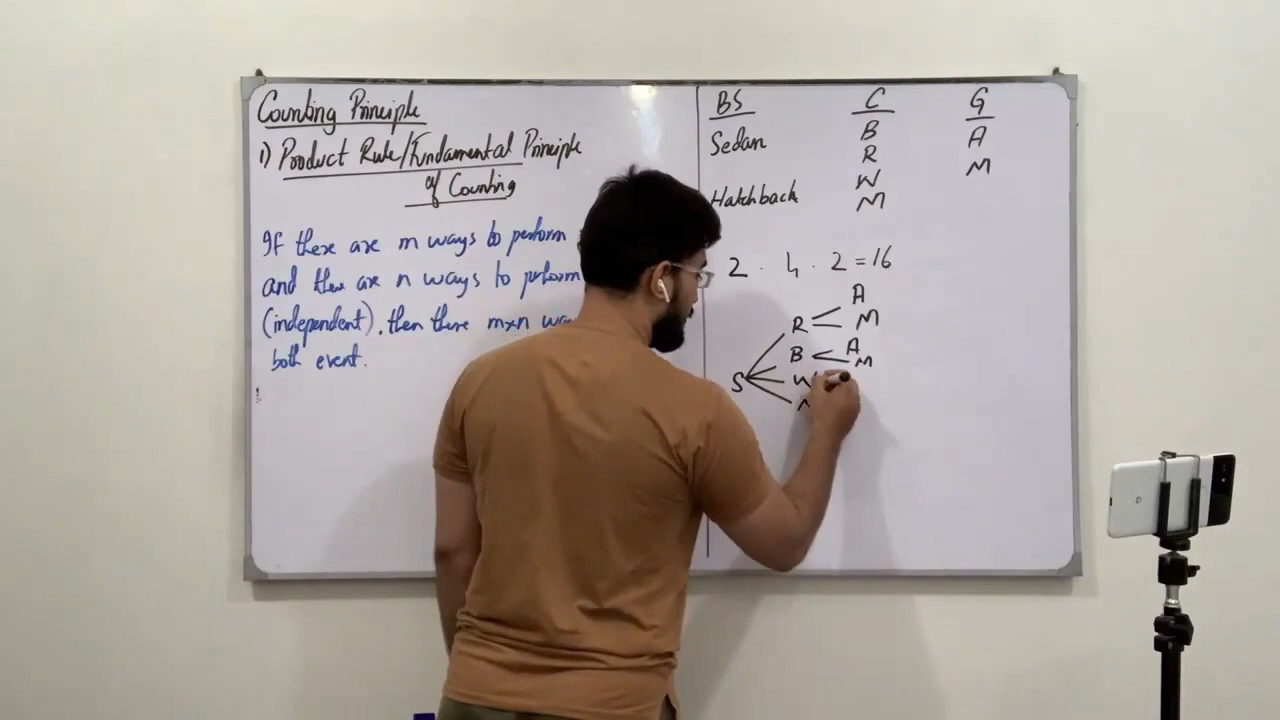 Counting Principle
1) Product Rule/Fundamental Principle
of Counting
If there are m ways to perform
and there are n ways to perform
(independent), then there m×n
both event.
BS C G
Sedan B A
R M
Hatchback W
M
2 . 4 . 2 = 16
A
R M
B A
M
S W